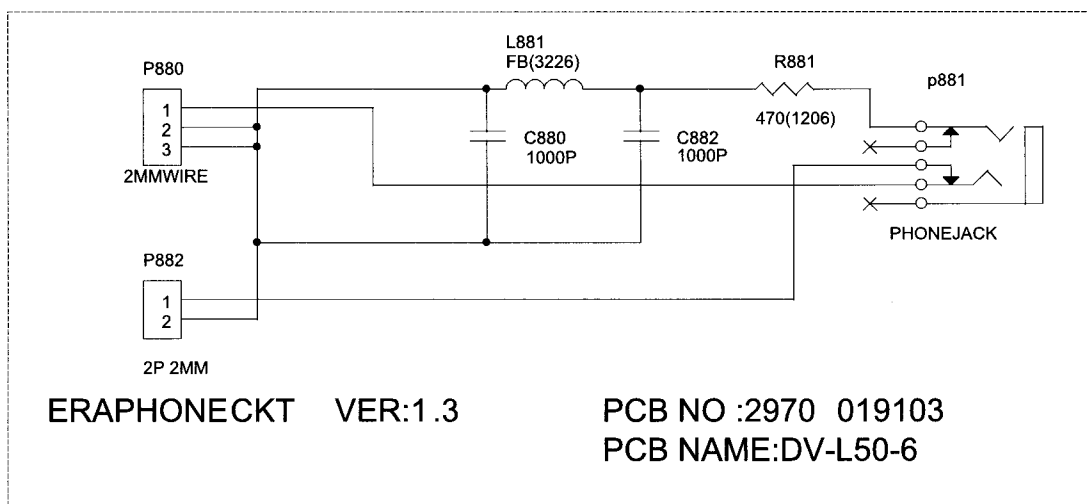 L881
FB(3226)
P880
R881
p881
1
2
3
470(1206)
C880
1000P
C882
1000P
2MMWIRE
PHONEJACK
P882
1
2
2P 2MM
ERAPHONECKT VER:1.3
PCB NO :2970 019103
PCB NAME:DV-L50-6